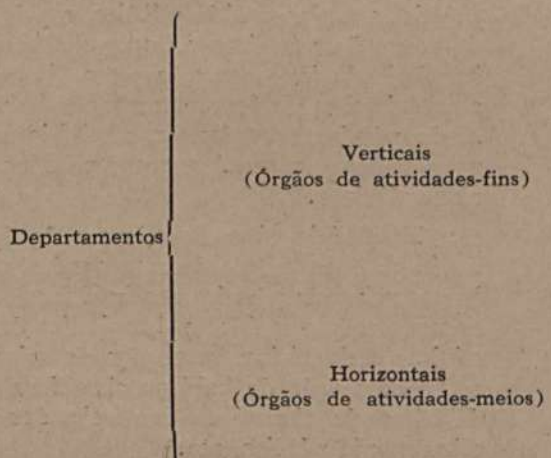 Verticais
(Órgãos de atividades-fins)
Departamentos
Horizontais
(Órgãos de atividades-meios)